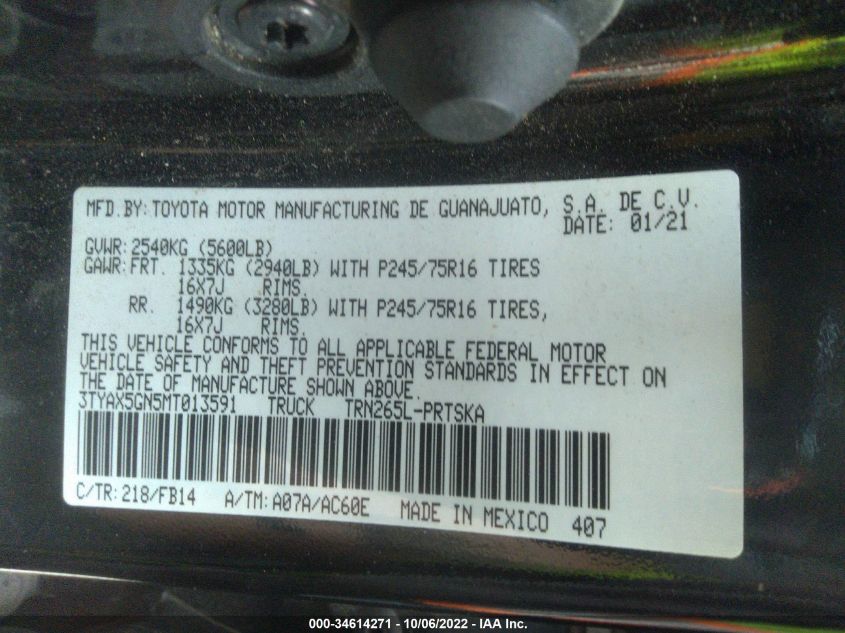 MFD. BY: TOYOTA MOTOR MANUFACTURING DE GUANAJUATO, S.A. DE C.V.
DATE: 01/21
GVWR: 2540KG (5600LB)
GAWR: FRT. 1335KG (2940LB) WITH P245/75R16 TIRES
16X7J RIMS,
RR. 1490KG (3280LB) WITH P245/75R16 TIRES,
16X7J RIMS.
THIS VEHICLE CONFORMS TO ALL APPLICABLE FEDERAL MOTOR
VEHICLE SAFETY AND THEFT PREVENTION STANDARDS IN EFFECT ON
THE DATE OF MANUFACTURE SHOWN ABOVE.
3TYAX5GN5MT013591 TRUCK TRN265L-PRTSKA
C/TR: 218/FB14 A/TM: A07A/AC60E MADE IN MEXICO 407
000-34614271 - 10/06/2022 - IAA Inc.